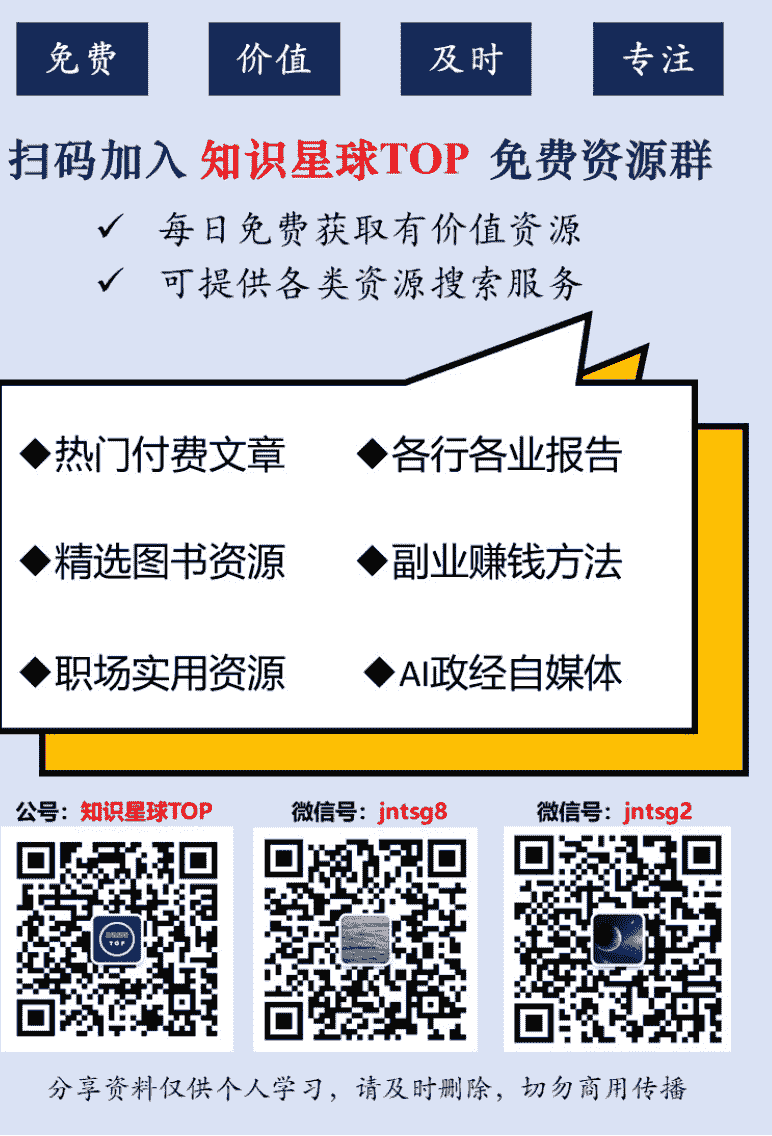 免费 价值 及时 专注
扫码加入 知识星球TOP 免费资源群
✓ 每日免费获取有价值资源
✓ 可提供各类资源搜索服务
◆热门付费文章 ◆各行各业报告
◆精选图书资源 ◆副业赚钱方法
◆职场实用资源 ◆AI政经自媒体
公号：知识星球TOP 微信号：jntsg8 微信号：jntsg2
TOP
分享资料仅供个人学习，请及时删除，切勿商用传播